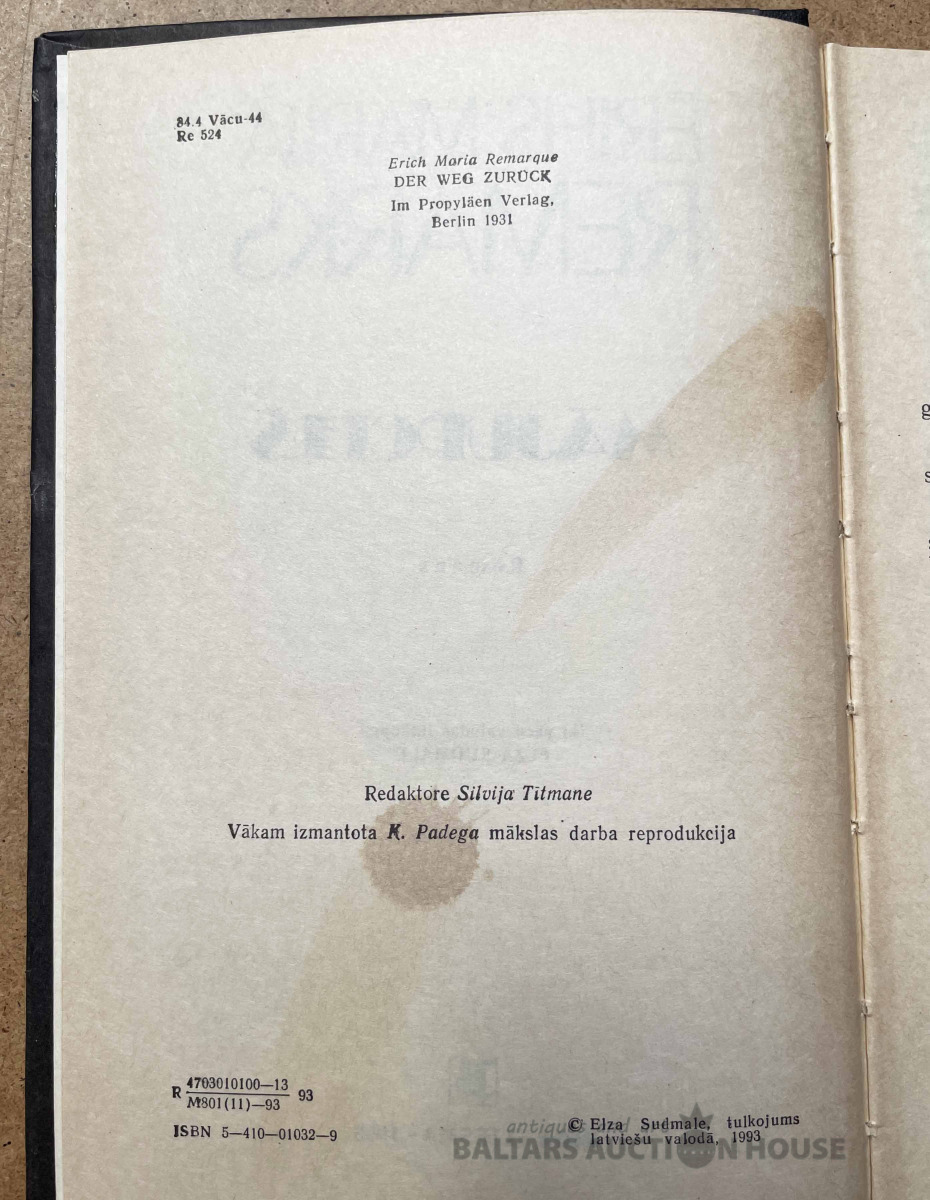 84.4 Vācu-44
Re 524
Erich Maria Remarque
DER WEG ZURÜCK
Im Propyläen Verlag,
Berlin 1931
Redaktore Silvija Titmane
Vākam izmantota K. Padega mākslas darba reprodukcija
R 4703010100—13 93
M801(11)—93
ISBN 5—410—01032—9
© Elza Sudmale, tulkojums
latviešu valodā, 1993
BALTARS AUCTION HOUSE